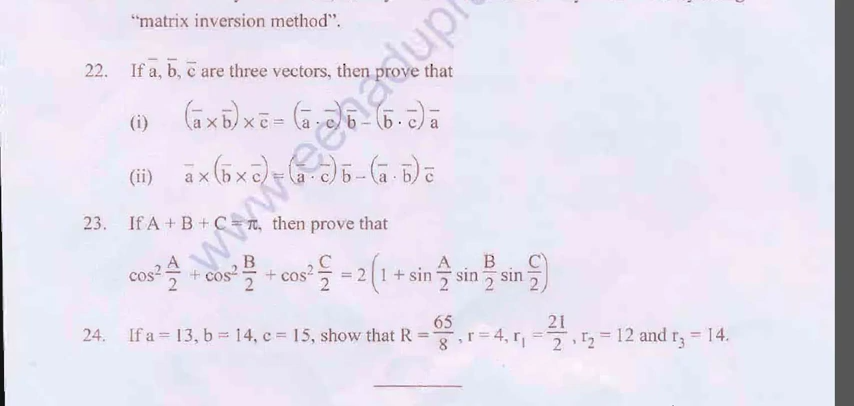 “matrix inversion method”.
22. If a̅, b̅, c̅ are three vectors, then prove that
(i) (a̅ × b̅) × c̅ = (a̅ · c̅) b̅ – (b̅ · c̅) a̅
(ii) a̅ × (b̅ × c̅) = (a̅ · c̅) b̅ – (a̅ · b̅) c̅
23. If A + B + C = π, then prove that
cos² A/2 + cos² B/2 + cos² C/2 = 2 (1 + sin A/2 sin B/2 sin C/2)
24. If a = 13, b = 14, c = 15, show that R = 65/8, r = 4, r₁ = 21/2, r₂ = 12 and r₃ = 14.